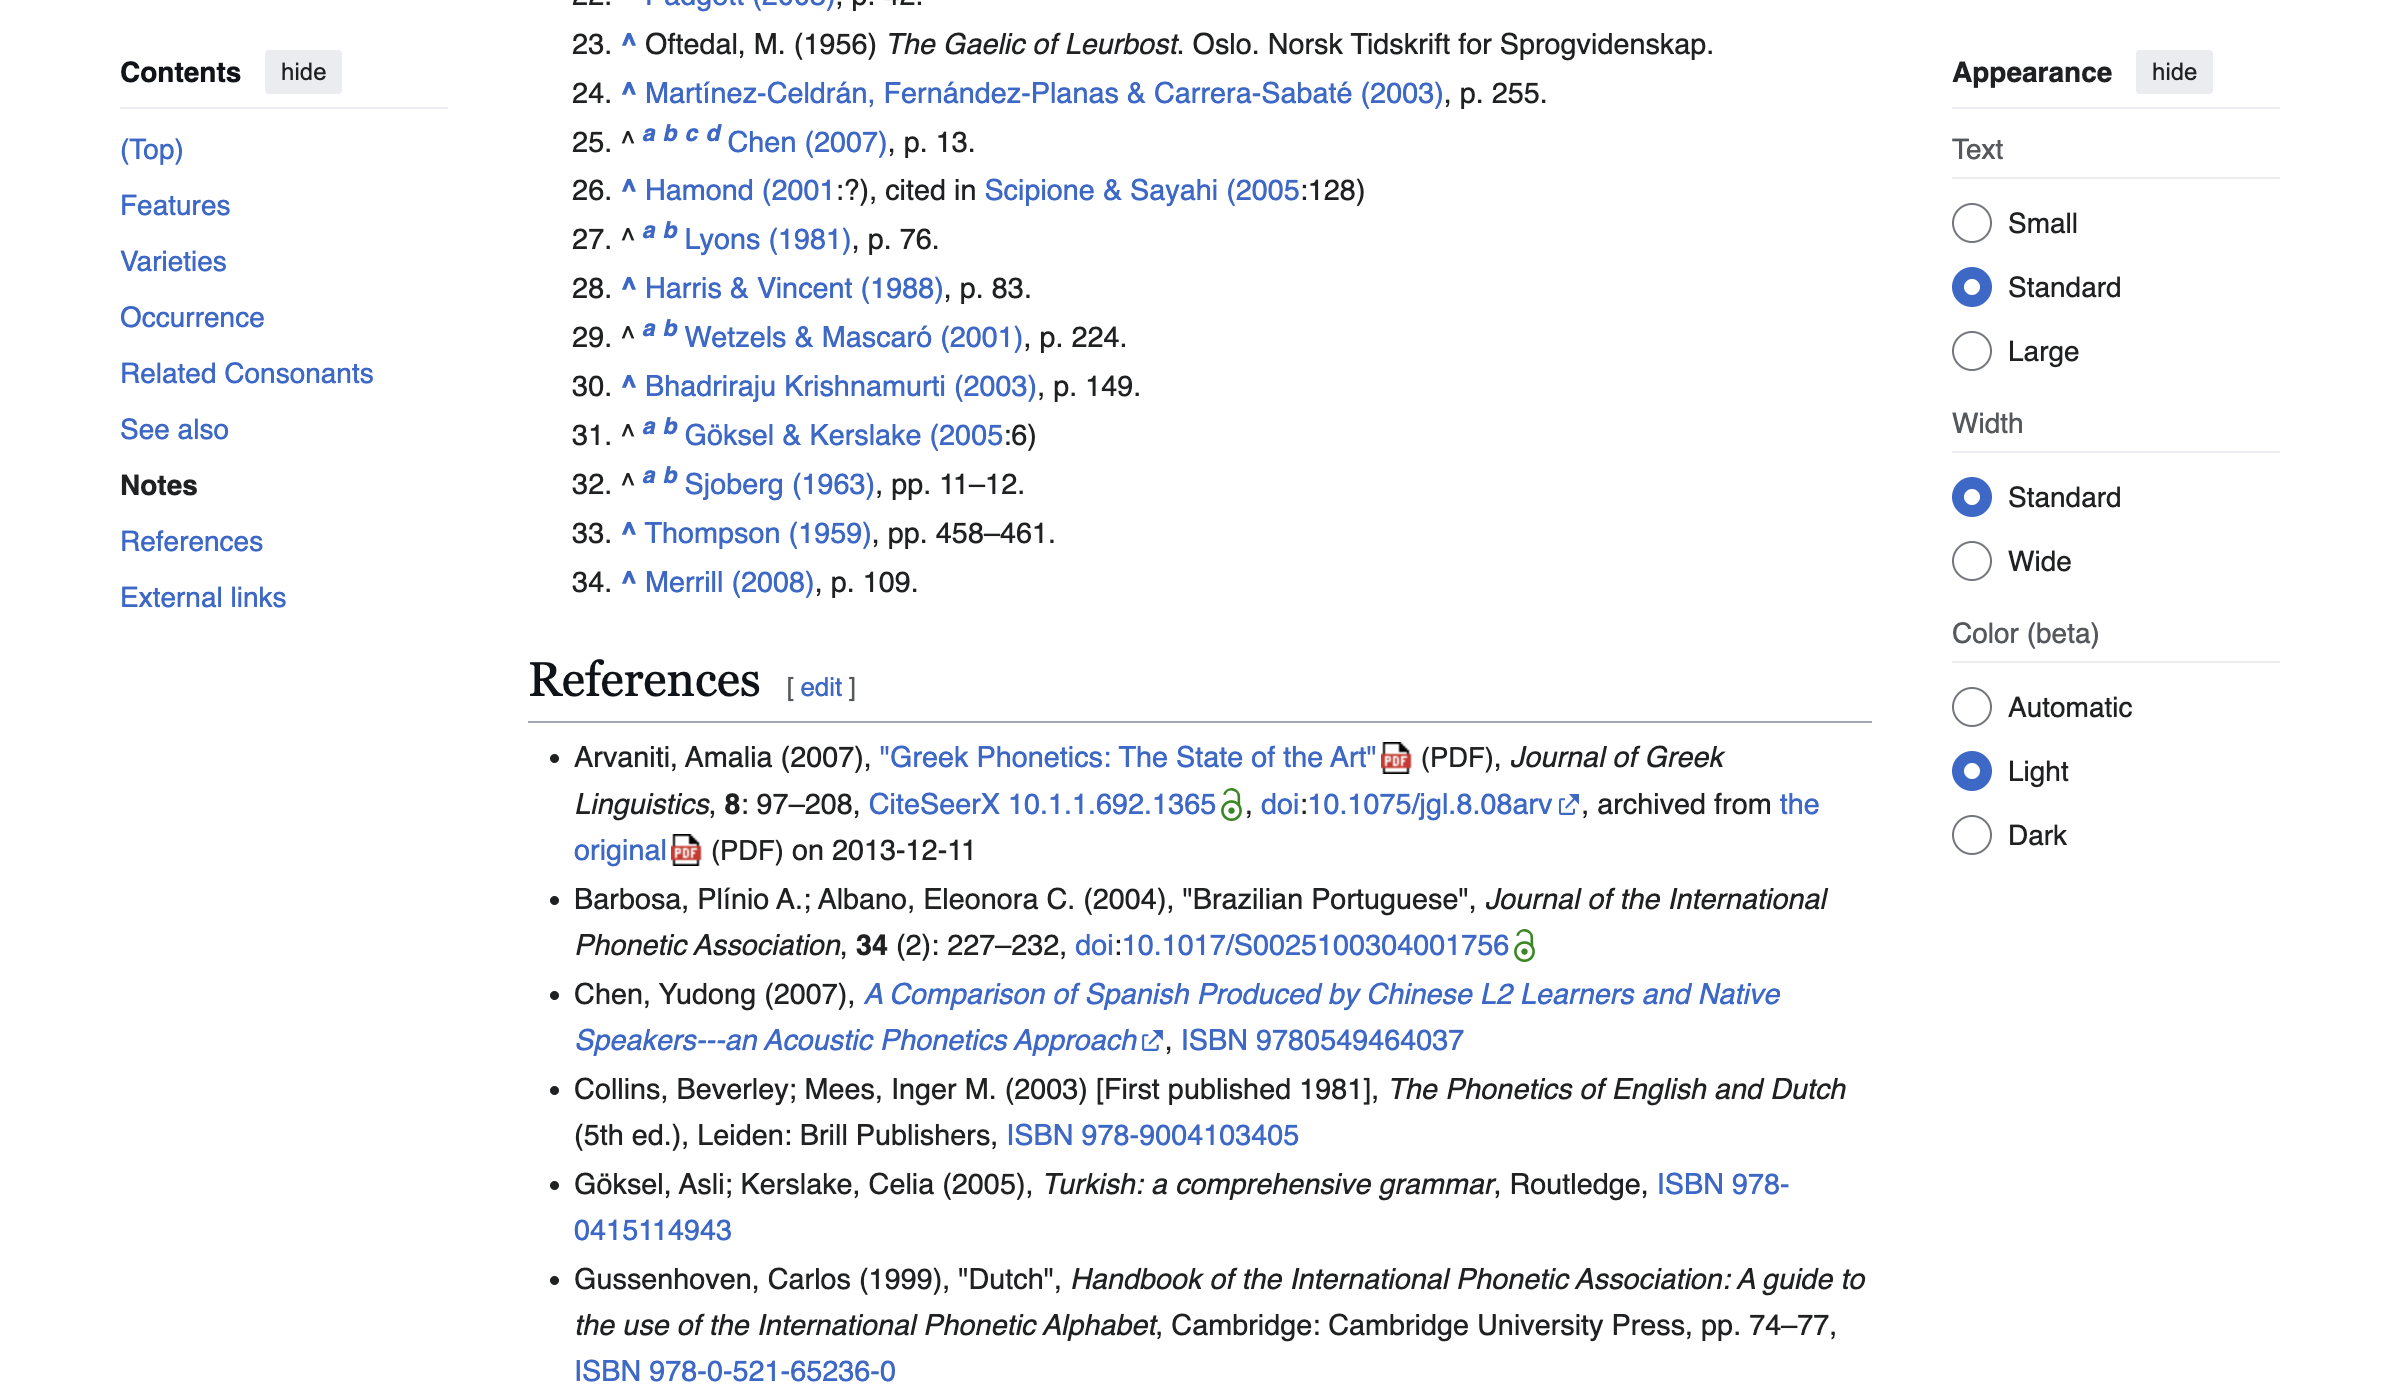 Contents hide
(Top)
Features
Varieties
Occurrence
Related Consonants
See also
Notes
References
External links
22. ^ Padgett (2003), p. 42.
23. ^ Oftedal, M. (1956) The Gaelic of Leurbost. Oslo. Norsk Tidskrift for Sprogvidenskap.
24. ^ Martínez-Celdrán, Fernández-Planas & Carrera-Sabaté (2003), p. 255.
25. ^ a b c d Chen (2007), p. 13.
26. ^ Hamond (2001:?), cited in Scipione & Sayahi (2005:128)
27. ^ a b Lyons (1981), p. 76.
28. ^ Harris & Vincent (1988), p. 83.
29. ^ a b Wetzels & Mascaró (2001), p. 224.
30. ^ Bhadriraju Krishnamurti (2003), p. 149.
31. ^ a b Göksel & Kerslake (2005:6)
32. ^ a b Sjoberg (1963), pp. 11–12.
33. ^ Thompson (1959), pp. 458–461.
34. ^ Merrill (2008), p. 109.
References [ edit ]
• Arvaniti, Amalia (2007), "Greek Phonetics: The State of the Art" PDF (PDF), Journal of Greek
Linguistics, 8: 97–208, CiteSeerX 10.1.1.692.1365, doi:10.1075/jgl.8.08arv, archived from the
original PDF (PDF) on 2013-12-11
• Barbosa, Plínio A.; Albano, Eleonora C. (2004), "Brazilian Portuguese", Journal of the International
Phonetic Association, 34 (2): 227–232, doi:10.1017/S0025100304001756
• Chen, Yudong (2007), A Comparison of Spanish Produced by Chinese L2 Learners and Native
Speakers---an Acoustic Phonetics Approach, ISBN 9780549464037
• Collins, Beverley; Mees, Inger M. (2003) [First published 1981], The Phonetics of English and Dutch
(5th ed.), Leiden: Brill Publishers, ISBN 978-9004103405
• Göksel, Asli; Kerslake, Celia (2005), Turkish: a comprehensive grammar, Routledge, ISBN 978-
0415114943
• Gussenhoven, Carlos (1999), "Dutch", Handbook of the International Phonetic Association: A guide to
the use of the International Phonetic Alphabet, Cambridge: Cambridge University Press, pp. 74–77,
ISBN 978-0-521-65236-0
Appearance hide
Text
Small
Standard
Large
Width
Standard
Wide
Color (beta)
Automatic
Light
Dark